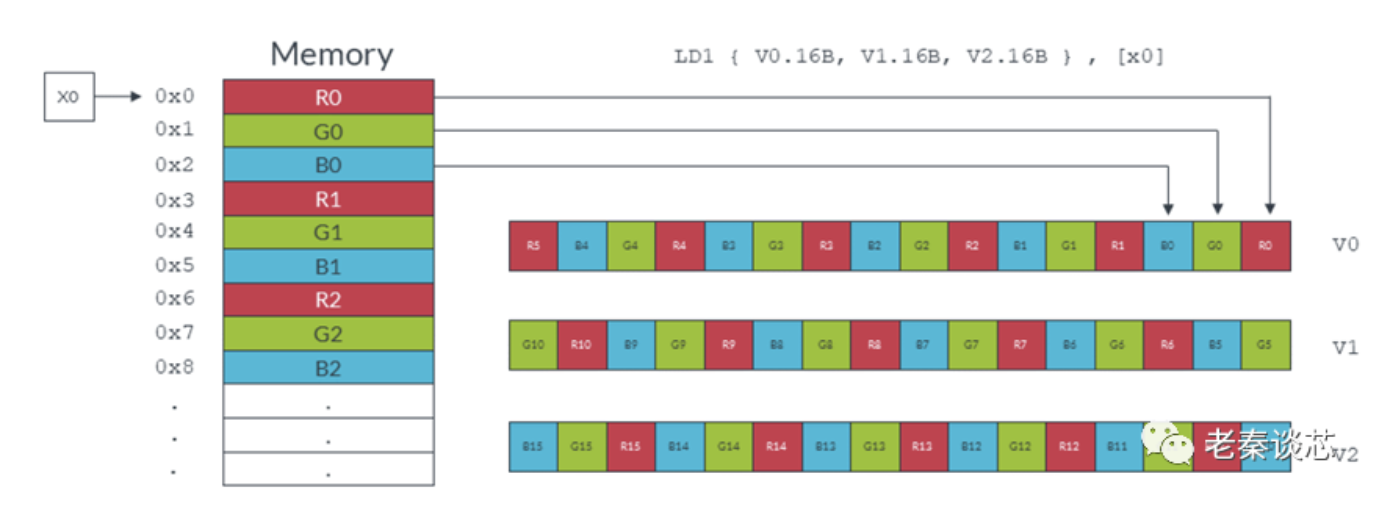 Memory
LD1 { V0.16B, V1.16B, V2.16B } , [x0]
X0
0x0 R0
0x1 G0
0x2 B0
0x3 R1
0x4 G1
0x5 B1
0x6 R2
0x7 G2
0x8 B2
. .
. .
. .
R5 B4 G4 R4 B3 G3 R3 B2 G2 R2 B1 G1 R1 B0 G0 R0 V0
G10 R10 B9 G9 R9 B8 G8 R8 B7 G7 R7 B6 G6 R6 B5 G5 V1
B15 G15 R15 B14 G14 R14 B13 G13 R13 B12 G12 R12 B11 V2
老秦谈芯